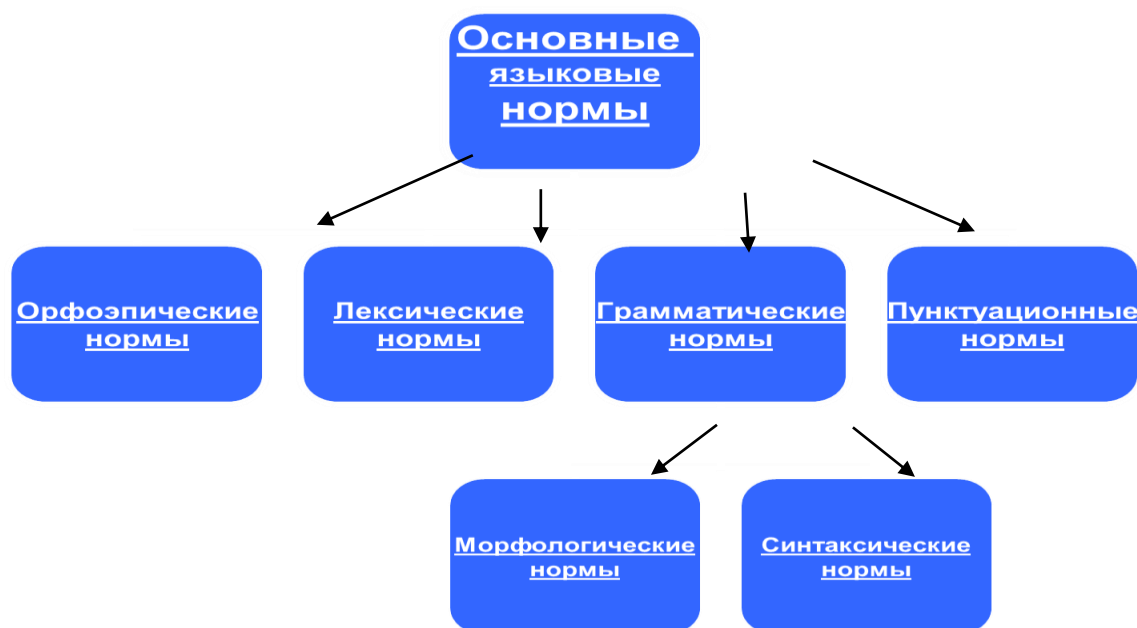 Основные
языковые
нормы
Орфоэпические
нормы
Лексические
нормы
Грамматические
нормы
Пунктуационные
нормы
Морфологические
нормы
Синтаксические
нормы